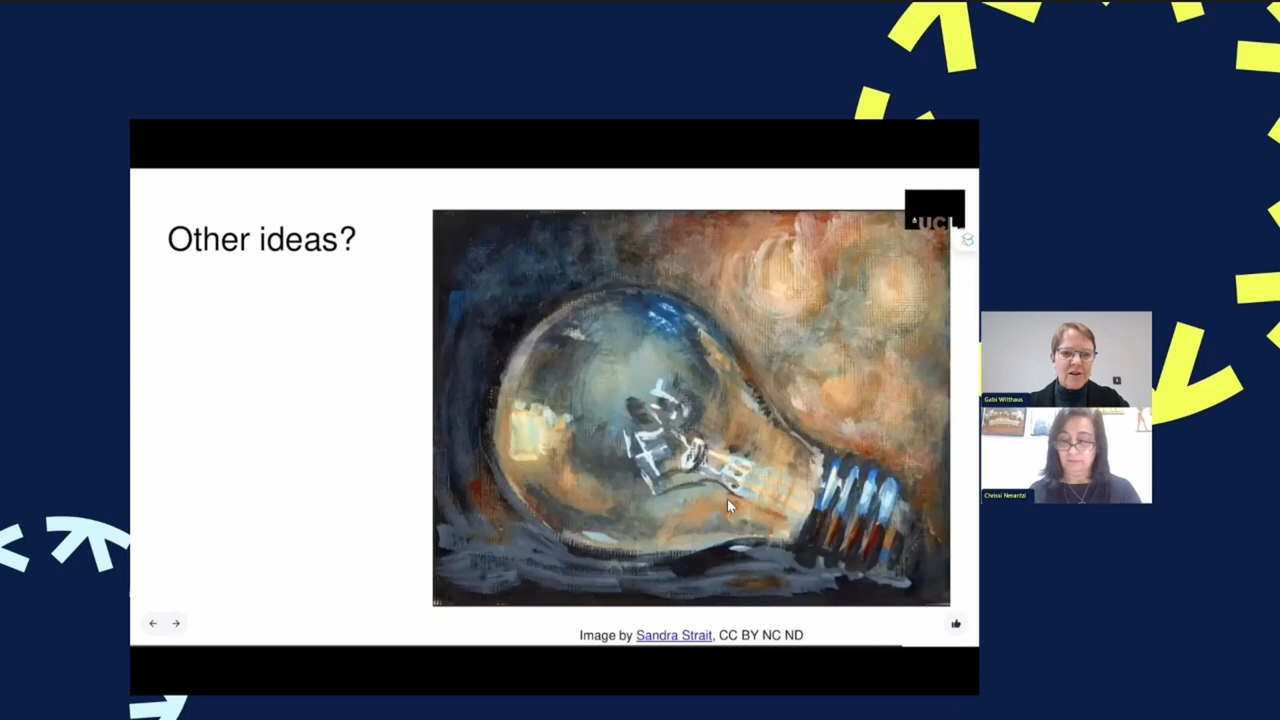 UCL
Other ideas?
Gabi Witthaus
Chrissi Nerantzi
Image by Sandra Strait, CC BY NC ND